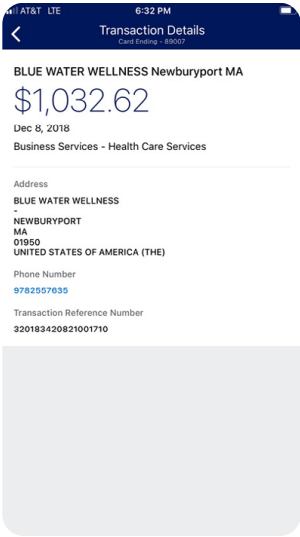 AT&T LTE 6:32 PM
Transaction Details
Card Ending - 89007
BLUE WATER WELLNESS Newburyport MA
$1,032.62
Dec 8, 2018
Business Services - Health Care Services
Address
BLUE WATER WELLNESS
-
NEWBURYPORT
MA
01950
UNITED STATES OF AMERICA (THE)
Phone Number
9782557635
Transaction Reference Number
320183420821001710